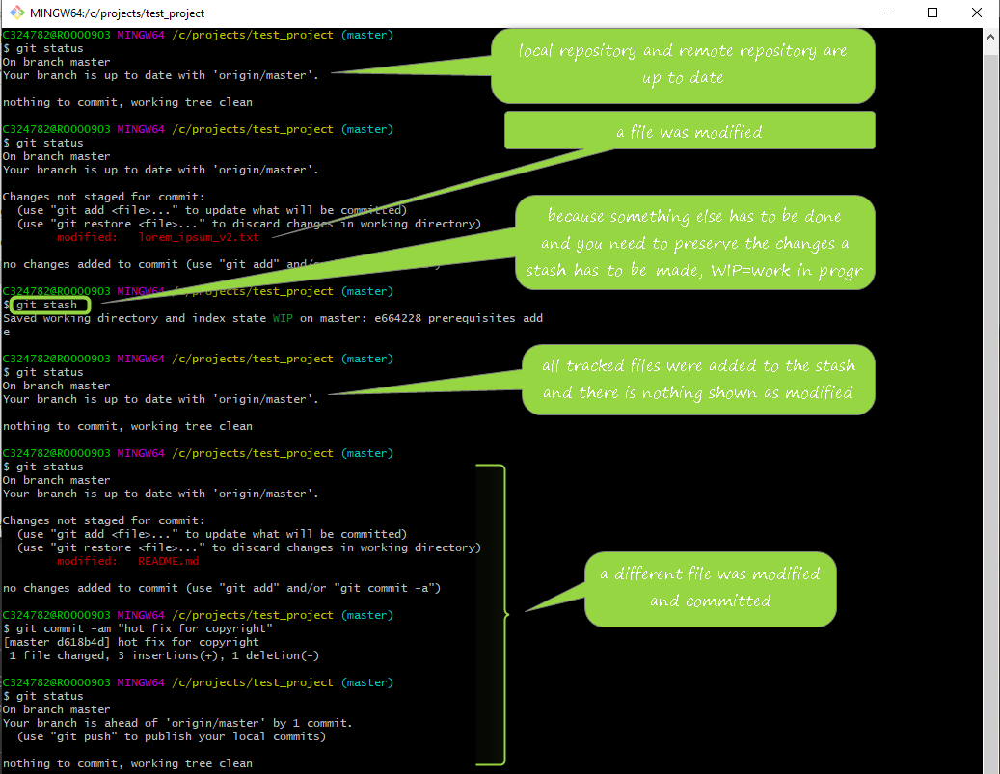 MINGW64:/c/projects/test_project
C324782@RO000903 MINGW64 /c/projects/test_project (master)
$ git status
On branch master
Your branch is up to date with 'origin/master'.
local repository and remote repository are
up to date
nothing to commit, working tree clean
C324782@RO000903 MINGW64 /c/projects/test_project (master)
a file was modified
$ git status
On branch master
Your branch is up to date with 'origin/master'.
Changes not staged for commit:
(use "git add <file>..." to update what will be committed)
(use "git restore <file>..." to discard changes in working directory)
modified: lorem_ipsum_v2.txt
because something else has to be done
and you need to preserve the changes a
stash has to be made, WIP=work in progr
no changes added to commit (use "git add" and/
C324782@RO000903 MINGW64 /c/projects/test_project (master)
$ git stash
Saved working directory and index state WIP on master: e664228 prerequisites add
e
C324782@RO000903 MINGW64 /c/projects/test_project (master)
$ git status
On branch master
Your branch is up to date with 'origin/master'.
all tracked files were added to the stash
and there is nothing shown as modified
nothing to commit, working tree clean
C324782@RO000903 MINGW64 /c/projects/test_project (master)
$ git status
On branch master
Your branch is up to date with 'origin/master'.
Changes not staged for commit:
(use "git add <file>..." to update what will be committed)
(use "git restore <file>..." to discard changes in working directory)
modified: README.md
no changes added to commit (use "git add" and/or "git commit -a")
a different file was modified
and committed
C324782@RO000903 MINGW64 /c/projects/test_project (master)
$ git commit -am "hot fix for copyright"
[master d618b4d] hot fix for copyright
1 file changed, 3 insertions(+), 1 deletion(-)
C324782@RO000903 MINGW64 /c/projects/test_project (master)
$ git status
On branch master
Your branch is ahead of 'origin/master' by 1 commit.
(use "git push" to publish your local commits)
nothing to commit, working tree clean